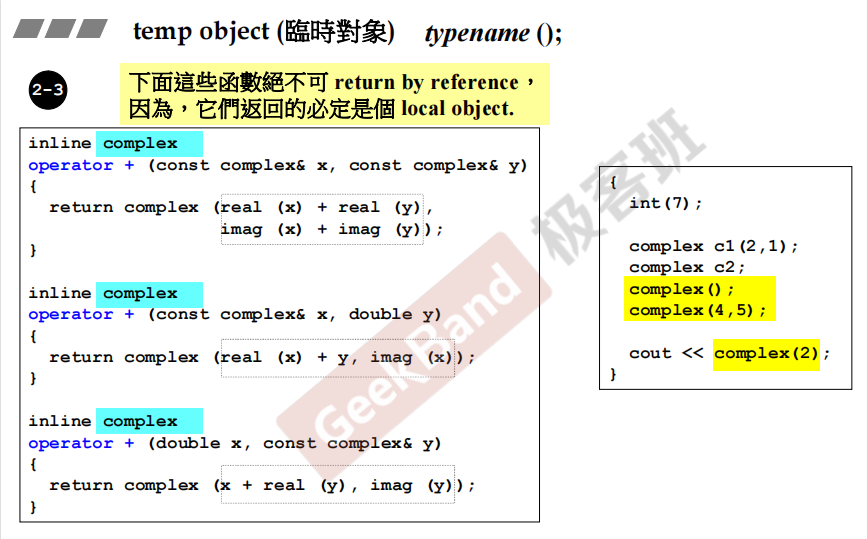 temp object (臨時對象) typename ();
2-3
下面這些函數絕不可 return by reference，
因為，它們返回的必定是個 local object.
inline complex
operator + (const complex& x, const complex& y)
{
  return complex (real (x) + real (y),
                  imag (x) + imag (y));
}
inline complex
operator + (const complex& x, double y)
{
  return complex (real (x) + y, imag (x));
}
inline complex
operator + (double x, const complex& y)
{
  return complex (x + real (y), imag (y));
}
{
  int(7);
  complex c1(2,1);
  complex c2;
  complex();
  complex(4,5);
  cout << complex(2);
}
GeekBand 极客班